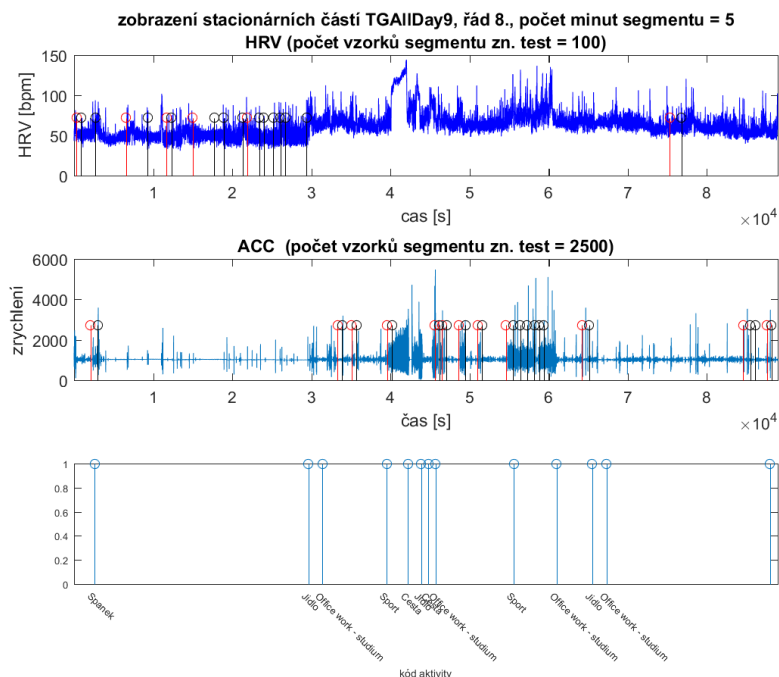 zobrazení stacionárních částí TGAllDay9, řád 8., počet minut segmentu = 5
HRV (počet vzorků segmentu zn. test = 100)
150
100
50
0
HRV [bpm]
1 2 3 4 5 6 7 8
cas [s]
×10⁴
ACC (počet vzorků segmentu zn. test = 2500)
6000
4000
2000
0
zrychlení
1 2 3 4 5 6 7 8
čas [s]
×10⁴
1
0.8
0.6
0.4
0.2
0
Spanek
Jídlo
Office work - studium
Sport
Cesta
Jídlo
Cesta
Office work - studium
Sport
Office work - studium
Jídlo
Office work - studium
kód aktivity